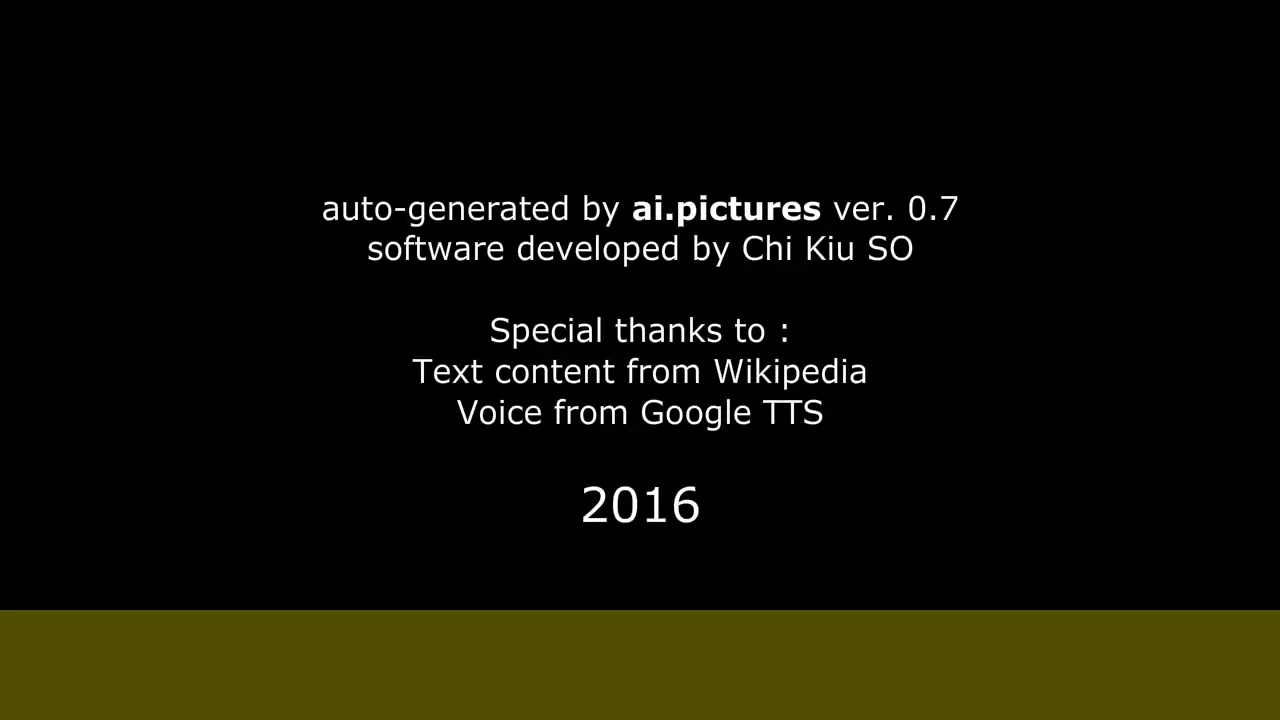 auto-generated by ai.pictures ver. 0.7
software developed by Chi Kiu SO
Special thanks to :
Text content from Wikipedia
Voice from Google TTS
2016